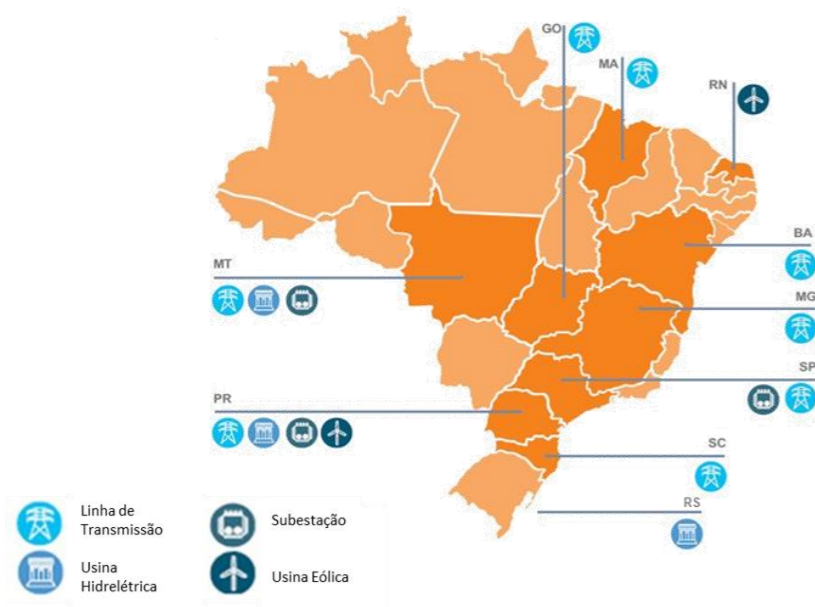 GO
MA
RN
BA
MT
MG
SP
PR
SC
RS
Linha de
Transmissão
Subestação
Usina
Hidrelétrica
Usina Eólica